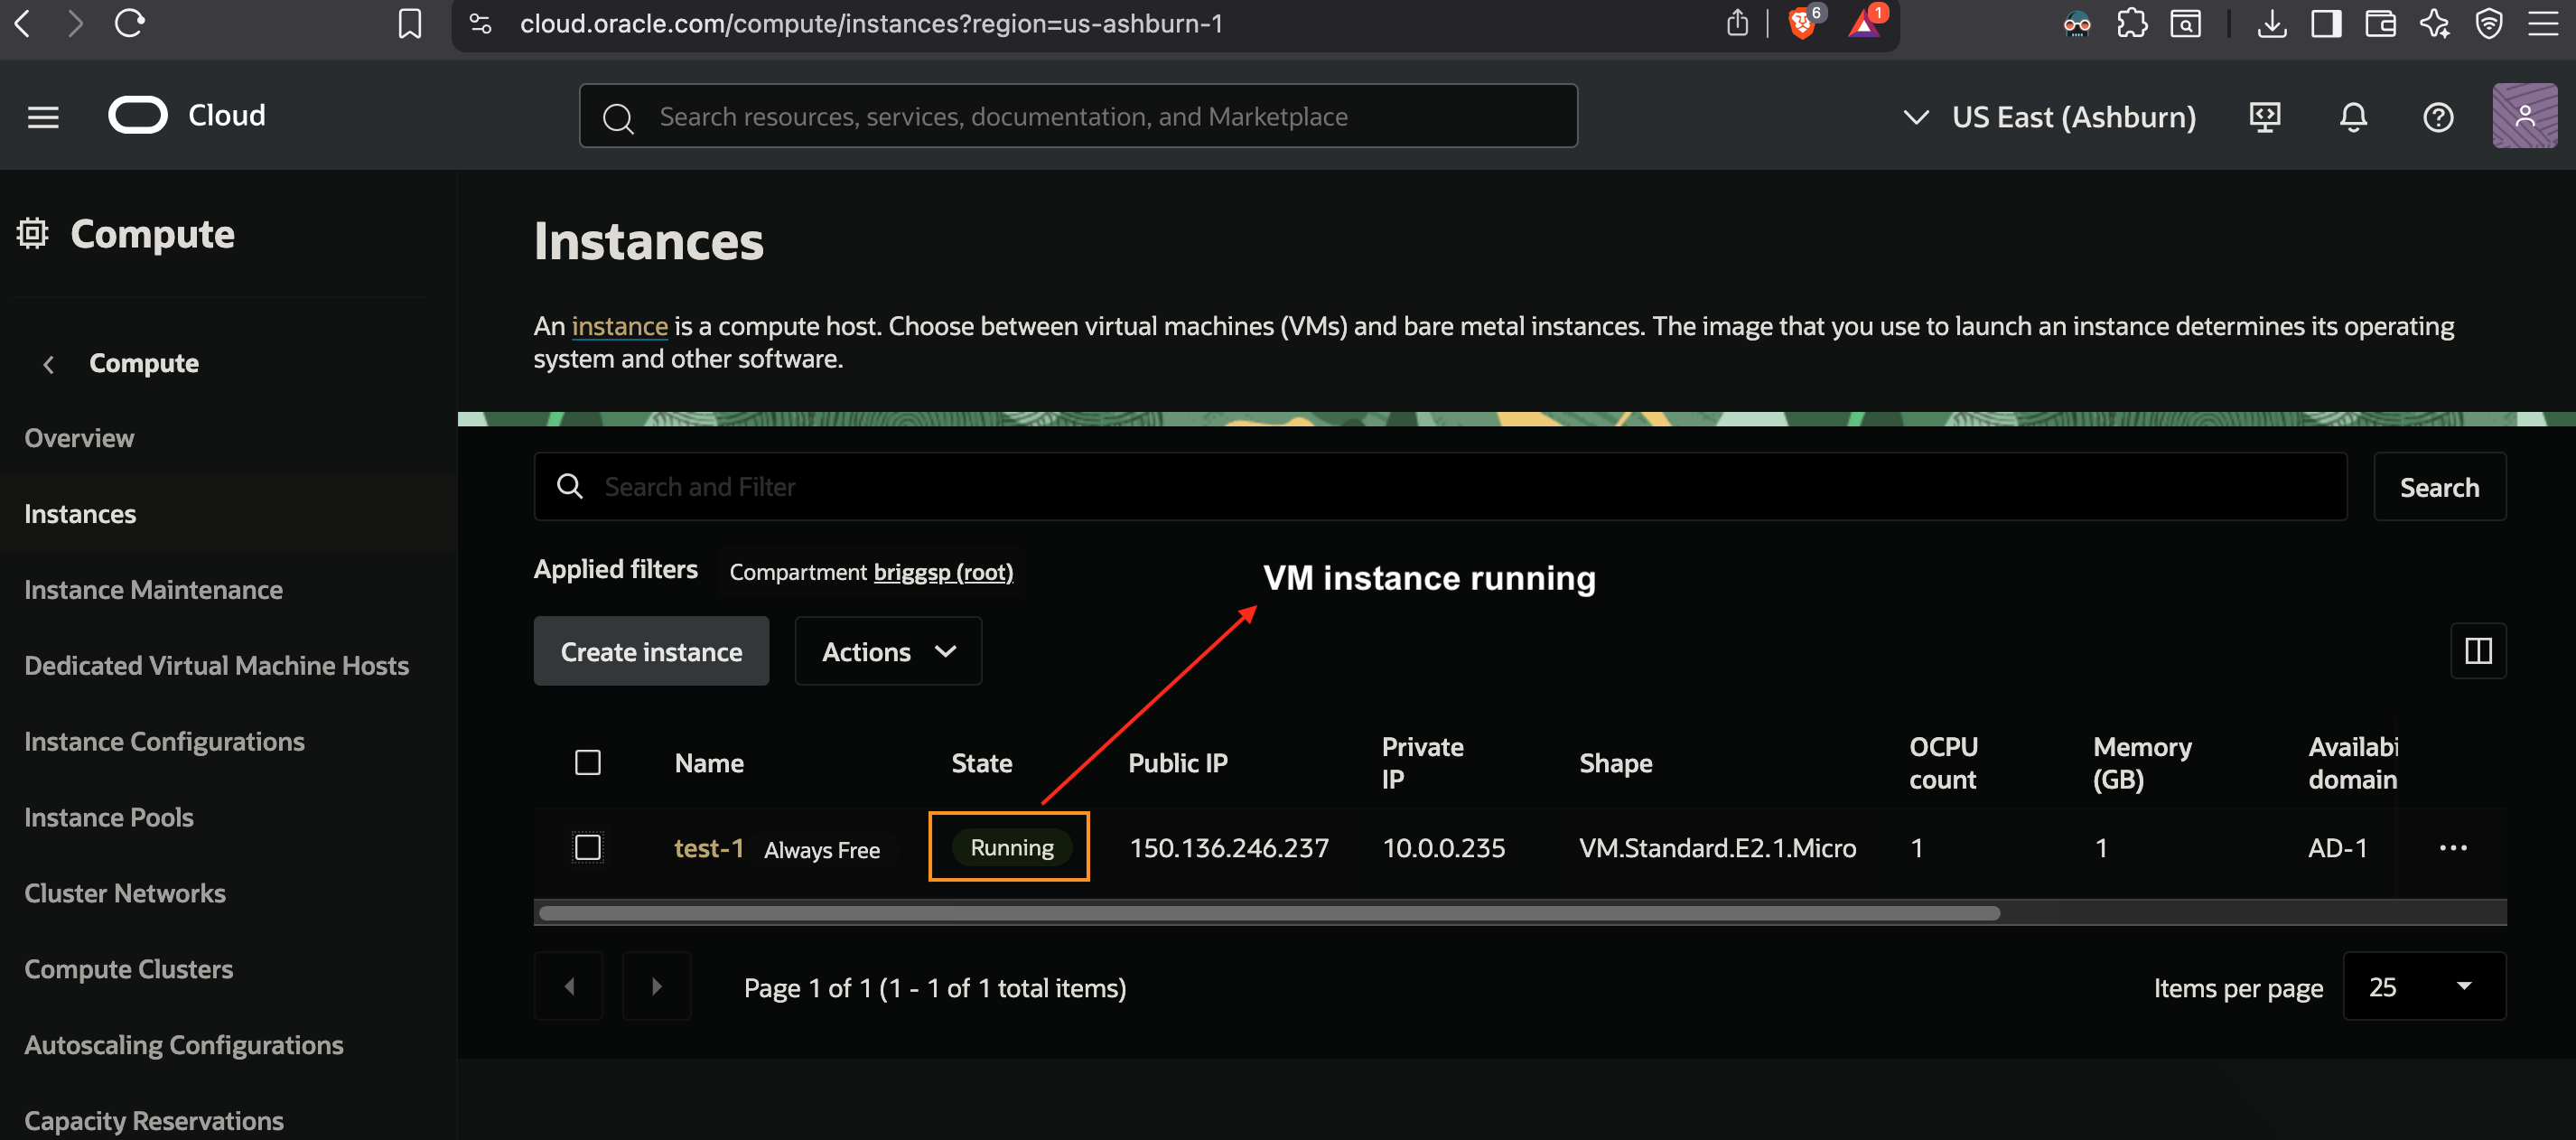 cloud.oracle.com/compute/instances?region=us-ashburn-1
6
1
Cloud
Search resources, services, documentation, and Marketplace
US East (Ashburn)
Compute
Compute
Overview
Instances
Instance Maintenance
Dedicated Virtual Machine Hosts
Instance Configurations
Instance Pools
Cluster Networks
Compute Clusters
Autoscaling Configurations
Capacity Reservations
Instances
An instance is a compute host. Choose between virtual machines (VMs) and bare metal instances. The image that you use to launch an instance determines its operating
system and other software.
Search and Filter
Search
Applied filters Compartment briggsp (root)
VM instance running
Create instance Actions
Name State Public IP Private IP Shape OCPU count Memory (GB) Availabi domain
test-1 Always Free Running 150.136.246.237 10.0.0.235 VM.Standard.E2.1.Micro 1 1 AD-1
Page 1 of 1 (1 - 1 of 1 total items)
Items per page 25